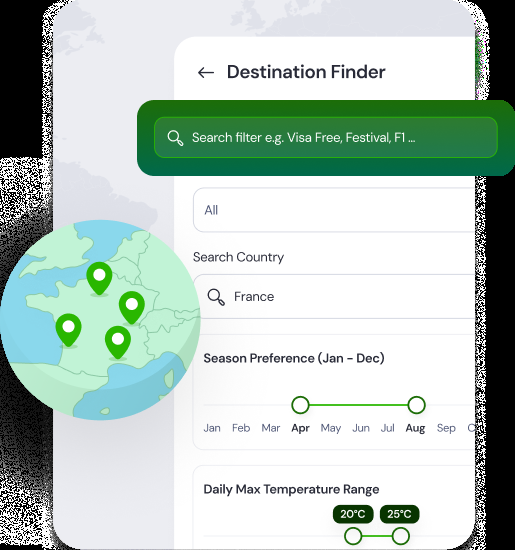 Destination Finder
Search filter e.g. Visa Free, Festival, F1 ...
All
Search Country
France
Season Preference (Jan – Dec)
Jan Feb Mar Apr May Jun Jul Aug Sep
Daily Max Temperature Range
20°C 25°C